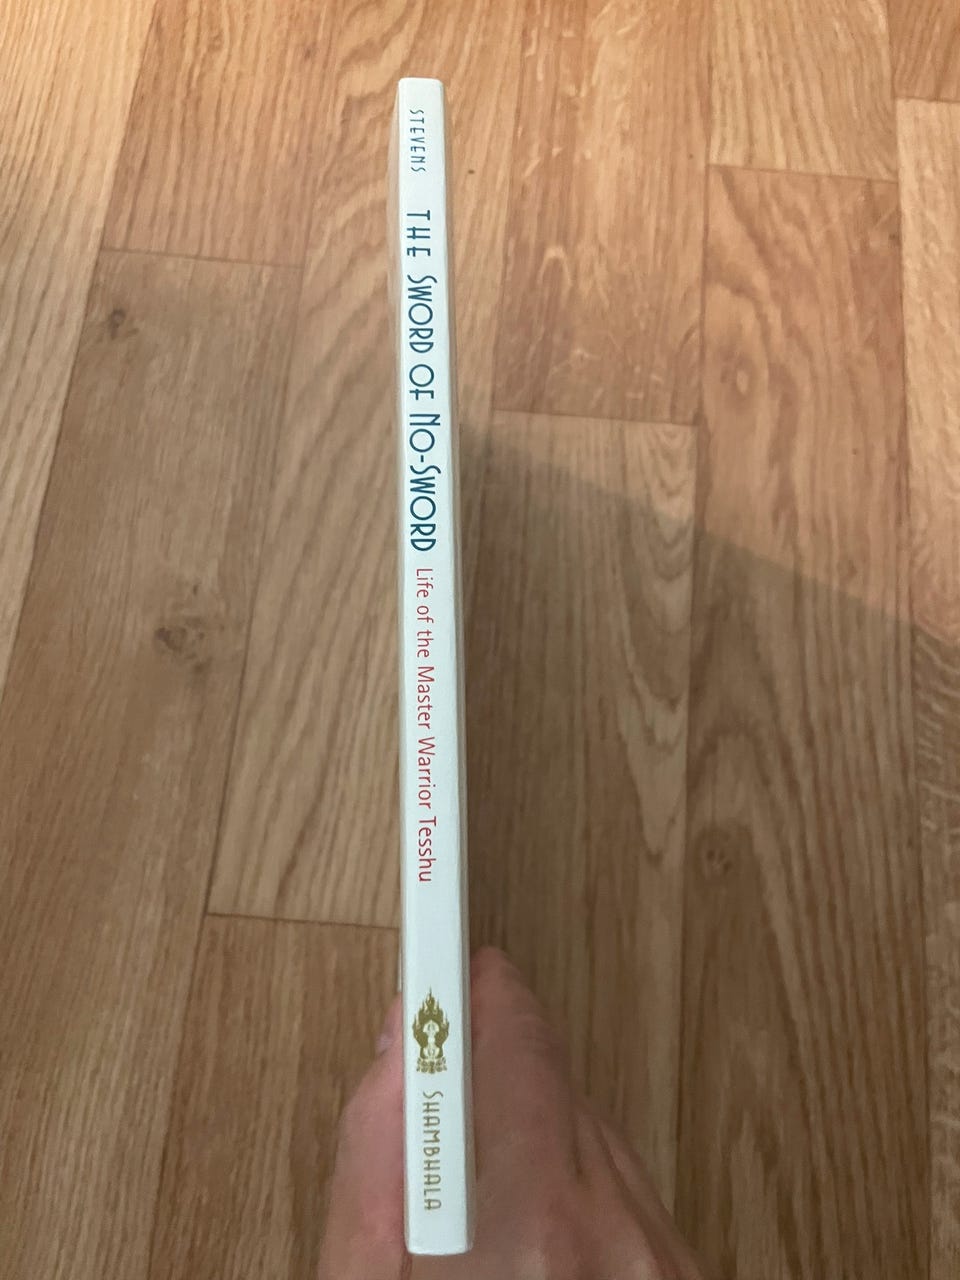 STEVENS
THE SWORD OF NO-SWORD
Life of the Master Warrior Tesshu
SHAMBHALA